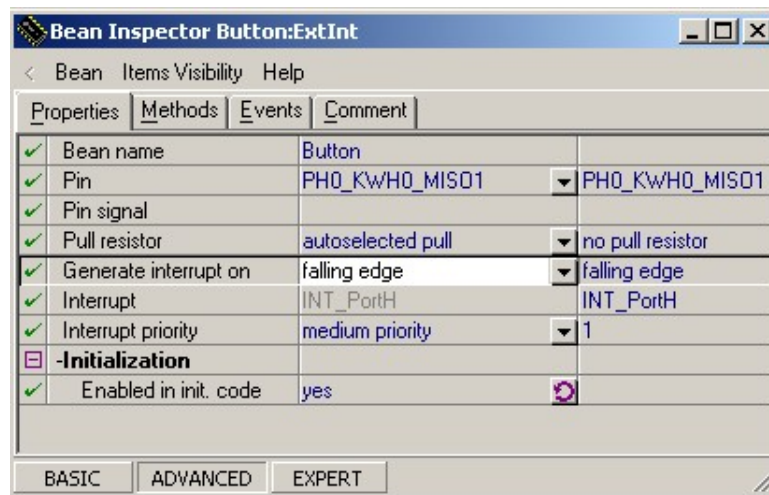 Bean Inspector Button:ExtInt
< Bean Items Visibility Help
Properties Methods Events Comment
Bean name Button
Pin PH0_KWH0_MISO1 PH0_KWH0_MISO1
Pin signal
Pull resistor autoselected pull no pull resistor
Generate interrupt on falling edge falling edge
Interrupt INT_PortH INT_PortH
Interrupt priority medium priority 1
-Initialization
Enabled in init. code yes
BASIC ADVANCED EXPERT